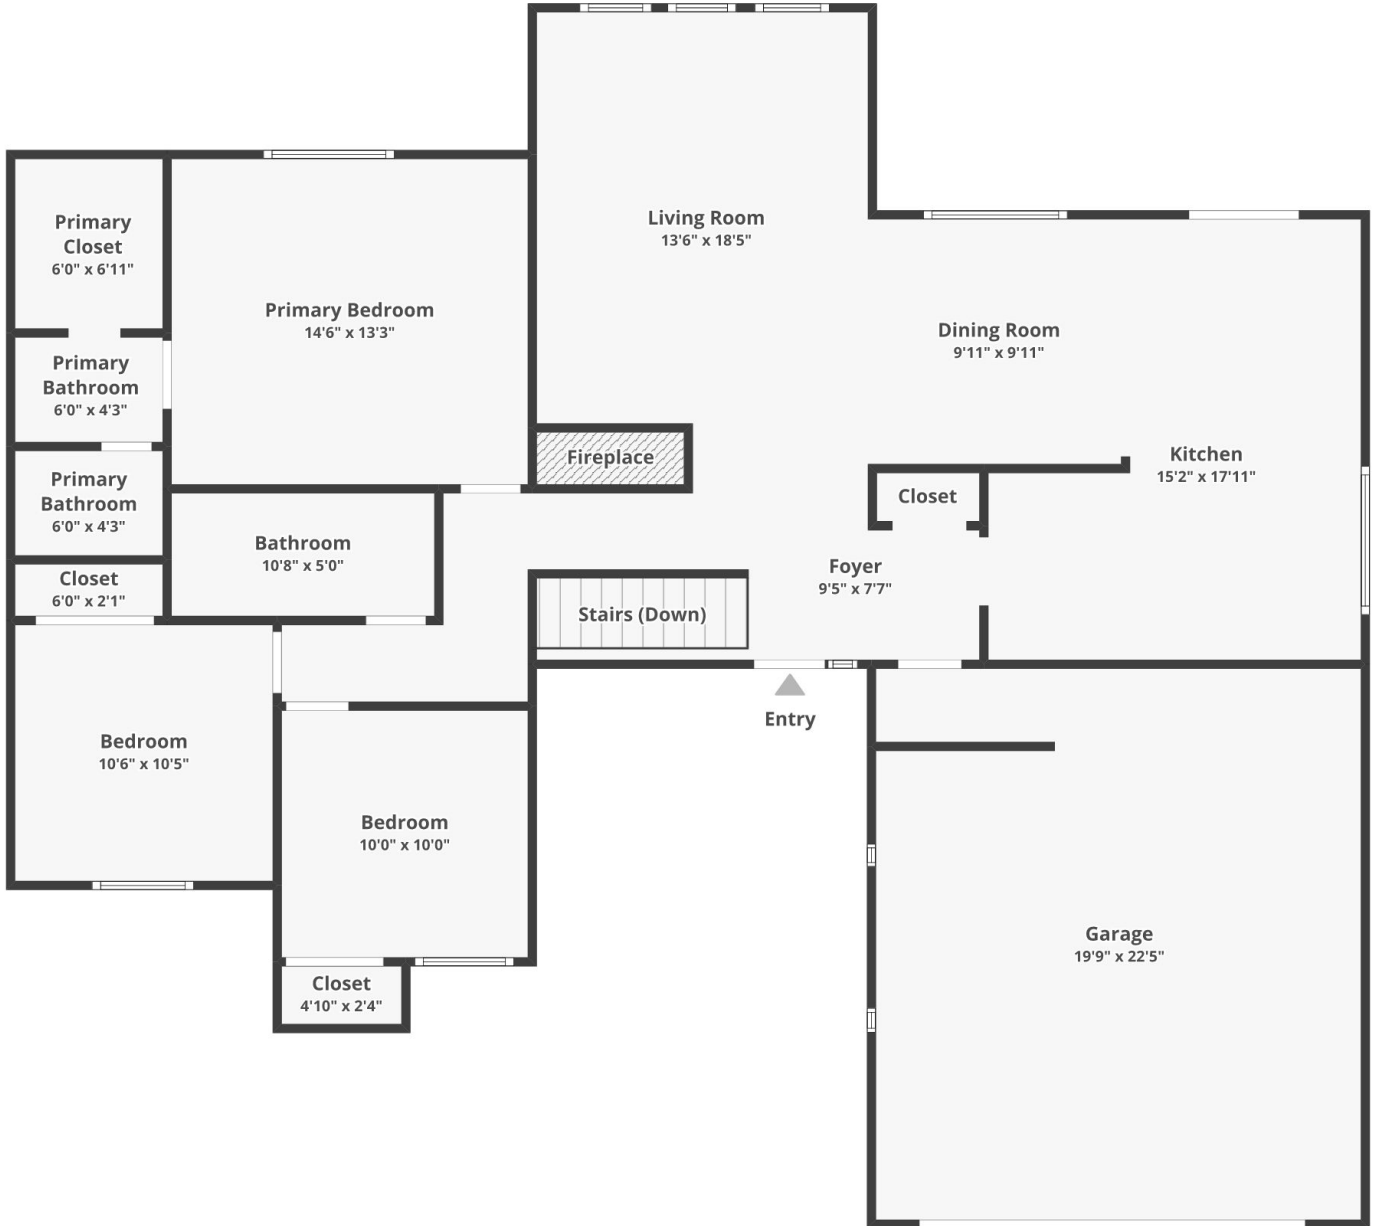 Primary
Closet
6'0" x 6'11"
Primary Bedroom
14'6" x 13'3"
Living Room
13'6" x 18'5"
Dining Room
9'11" x 9'11"
Primary
Bathroom
6'0" x 4'3"
Fireplace
Kitchen
15'2" x 17'11"
Closet
Primary
Bathroom
6'0" x 4'3"
Bathroom
10'8" x 5'0"
Foyer
9'5" x 7'7"
Closet
6'0" x 2'1"
Stairs (Down)
Entry
Bedroom
10'6" x 10'5"
Bedroom
10'0" x 10'0"
Garage
19'9" x 22'5"
Closet
4'10" x 2'4"